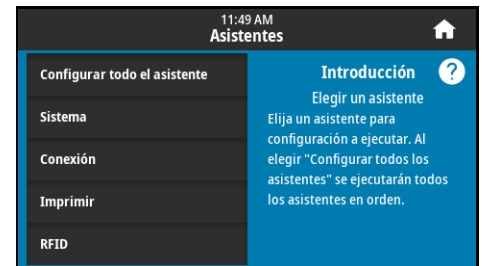 11:49 AM
Asistentes
Configurar todo el asistente
Sistema
Conexión
Imprimir
RFID
Introducción
?
Elegir un asistente
Elija un asistente para
configuración a ejecutar. Al
elegir "Configurar todos los
asistentes" se ejecutarán todos
los asistentes en orden.